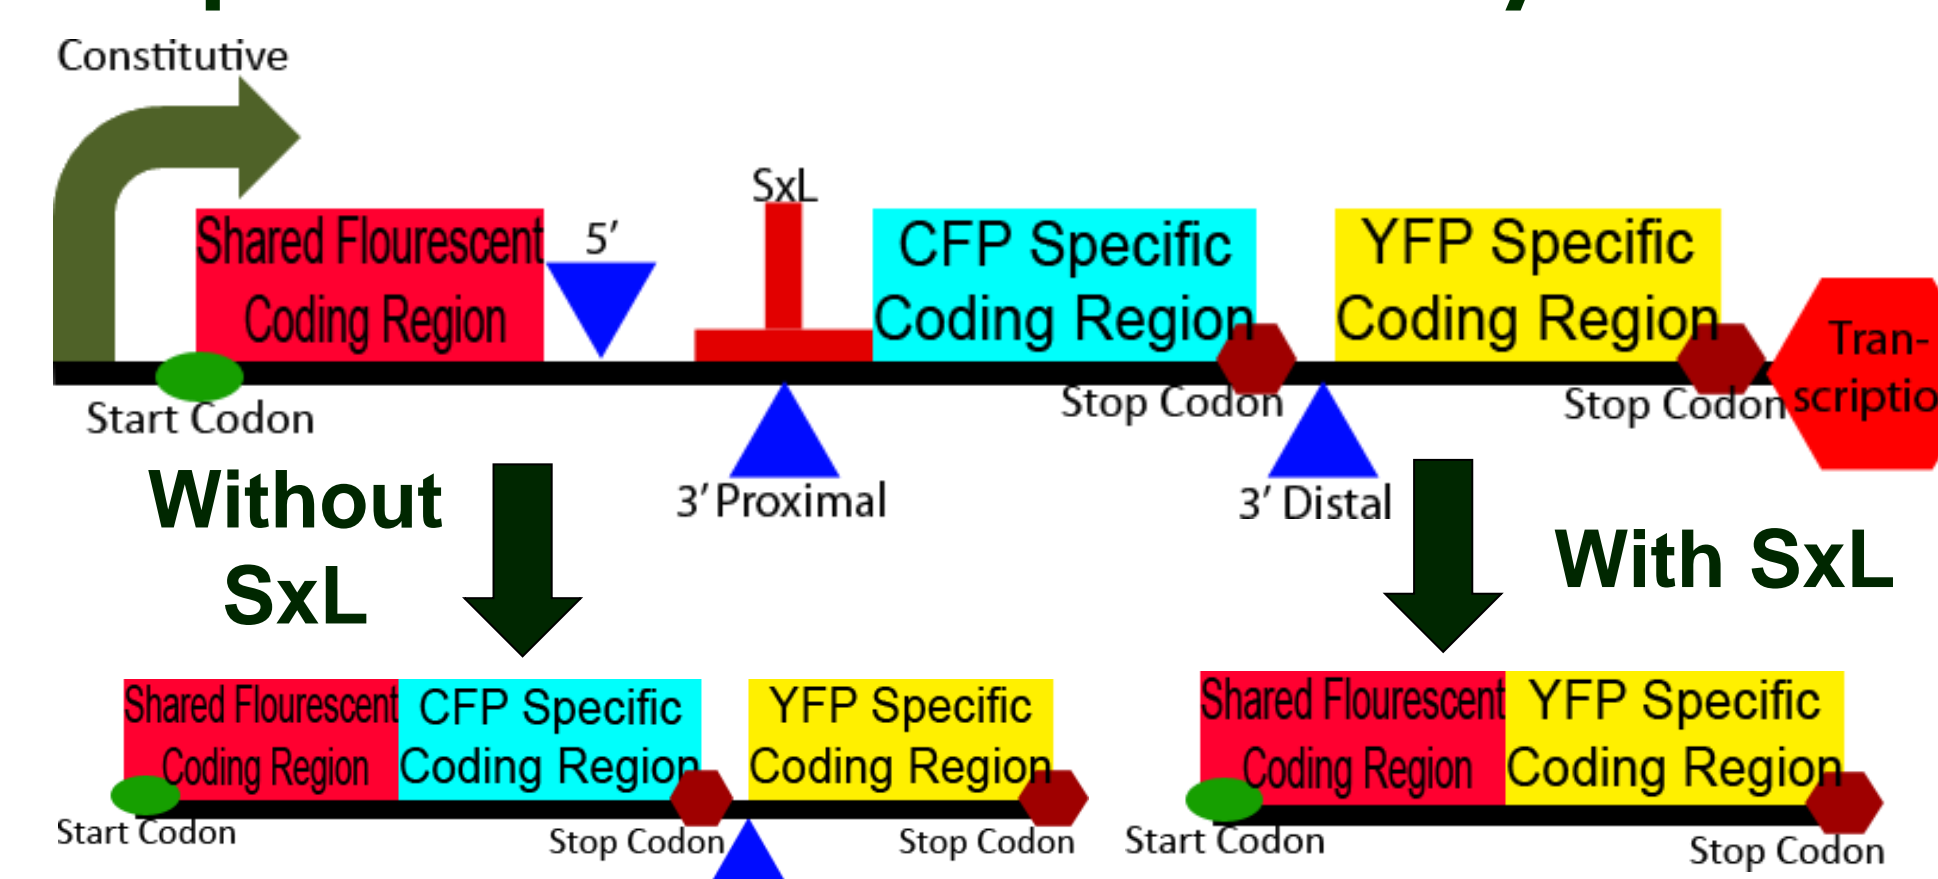 Constitutive
SxL
5′
Shared Flourescent
Coding Region
CFP Specific
Coding Region
YFP Specific
Coding Region
Tran-
scriptio
Start Codon
Stop Codon
Stop Codon
3′ Proximal
3′ Distal
Without
SxL
With SxL
Shared Flourescent
Coding Region
CFP Specific
Coding Region
YFP Specific
Coding Region
Start Codon
Stop Codon
Stop Codon
Shared Flourescent
Coding Region
YFP Specific
Coding Region
Start Codon
Stop Codon